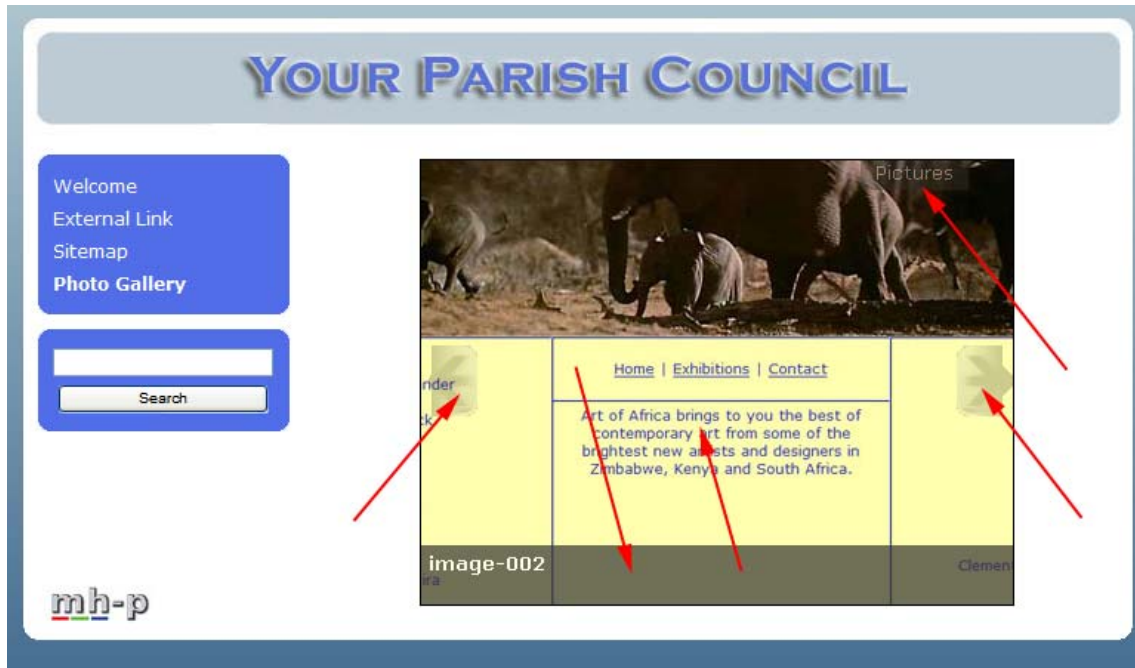 YOUR PARISH COUNCIL
Welcome
External Link
Sitemap
Photo Gallery
Search
Pictures
Home | Exhibitions | Contact
Art of Africa brings to you the best of
contemporary art from some of the
brightest new artists and designers in
Zimbabwe, Kenya and South Africa.
image-002
mh-p